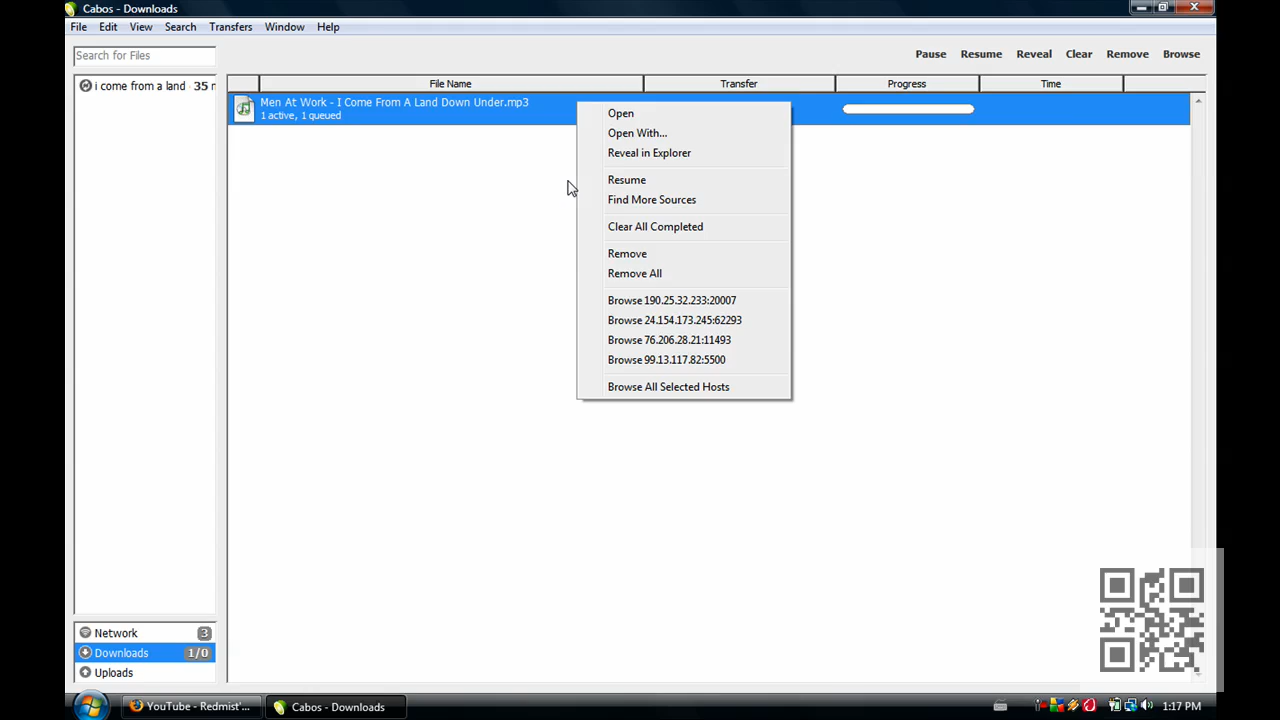 Cabos - Downloads
File Edit View Search Transfers Window Help
Search for Files
Pause Resume Reveal Clear Remove Browse
i come from a land 35
File Name Transfer Progress Time
Men At Work - I Come From A Land Down Under.mp3
1 active, 1 queued
Open
Open With...
Reveal in Explorer
Resume
Find More Sources
Clear All Completed
Remove
Remove All
Browse 190.25.32.233:20007
Browse 24.154.173.245:62293
Browse 76.206.28.21:11493
Browse 99.13.117.82:5500
Browse All Selected Hosts
Network 3
Downloads 1/0
Uploads
YouTube - Redmist'...
Cabos - Downloads
1:17 PM